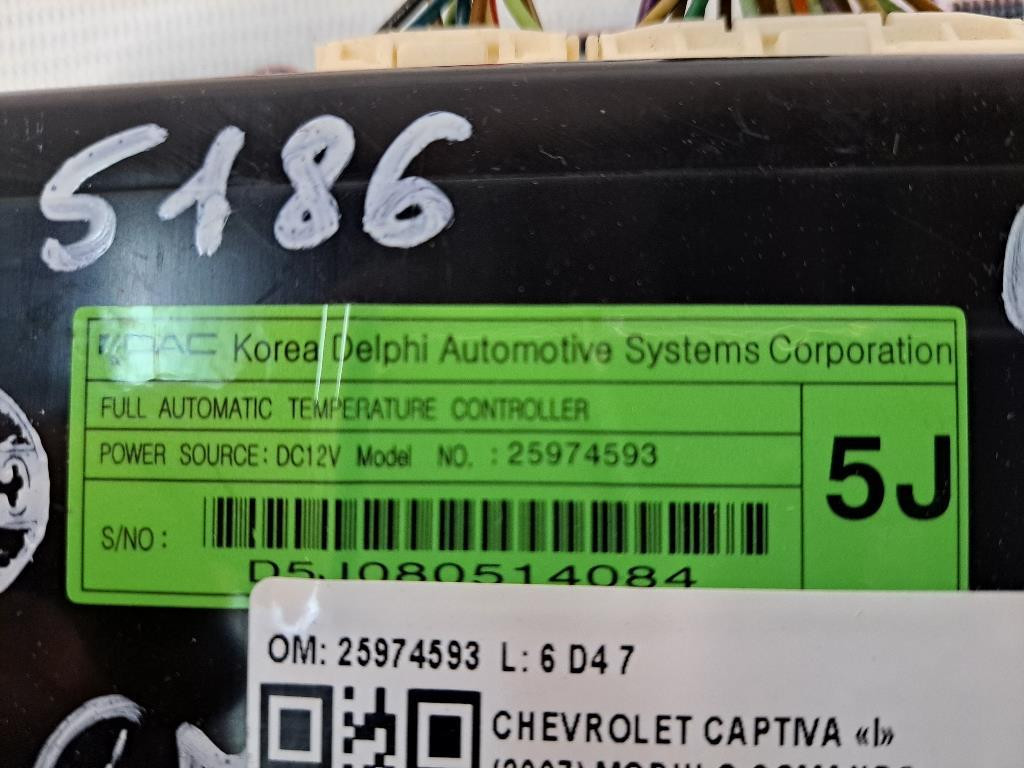 5186
KDAC Korea Delphi Automotive Systems Corporation
FULL AUTOMATIC TEMPERATURE CONTROLLER
POWER SOURCE: DC12V Model NO. : 25974593
5J
S/NO :
D5J080514084
OM: 25974593 L: 6 D4 7
CHEVROLET CAPTIVA «I»